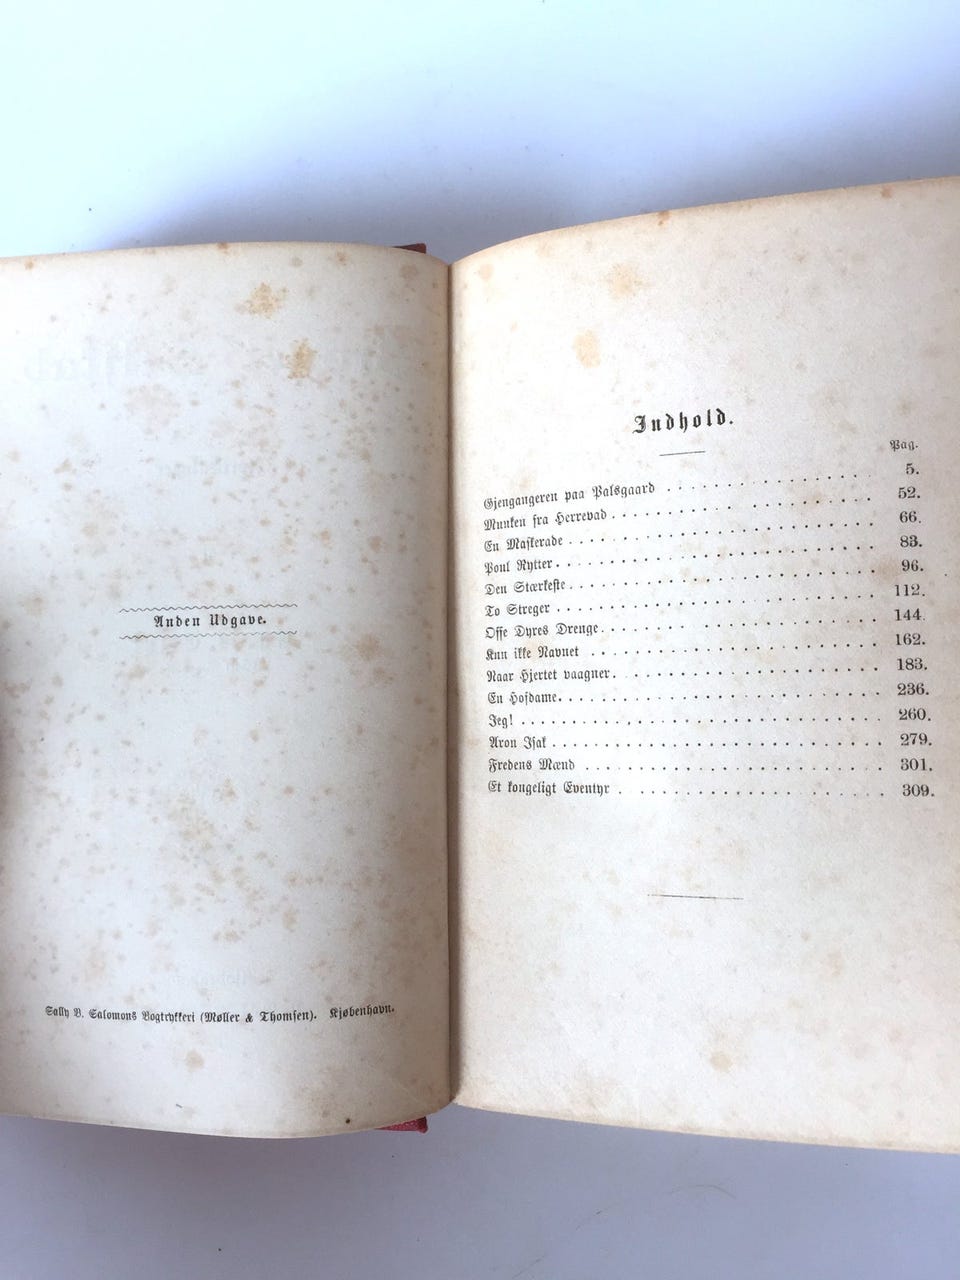 Anden Udgave.
Sally B. Salomons Bogtrykkeri (Møller & Thomsen). Kjøbenhavn.
Indhold.
Pag.
Gjengangeren paa Palsgaard . . . . . . . . . . . . . . . 5.
Munken fra Herrevad . . . . . . . . . . . . . . . . . . 52.
En Maskerade . . . . . . . . . . . . . . . . . . . . . 66.
Poul Rytter . . . . . . . . . . . . . . . . . . . . . . 83.
Den Stærkeste . . . . . . . . . . . . . . . . . . . . . 96.
To Streger . . . . . . . . . . . . . . . . . . . . . . 112.
Offe Dyres Drenge . . . . . . . . . . . . . . . . . . . 144.
Kun ikke Navnet . . . . . . . . . . . . . . . . . . . . 162.
Naar Hjertet vaagner . . . . . . . . . . . . . . . . . . 183.
En Hofdame . . . . . . . . . . . . . . . . . . . . . . 236.
Jeg! . . . . . . . . . . . . . . . . . . . . . . . . . 260.
Aron Isak . . . . . . . . . . . . . . . . . . . . . . . 279.
Fredens Mænd . . . . . . . . . . . . . . . . . . . . . 301.
Et kongeligt Eventyr . . . . . . . . . . . . . . . . . . 309.